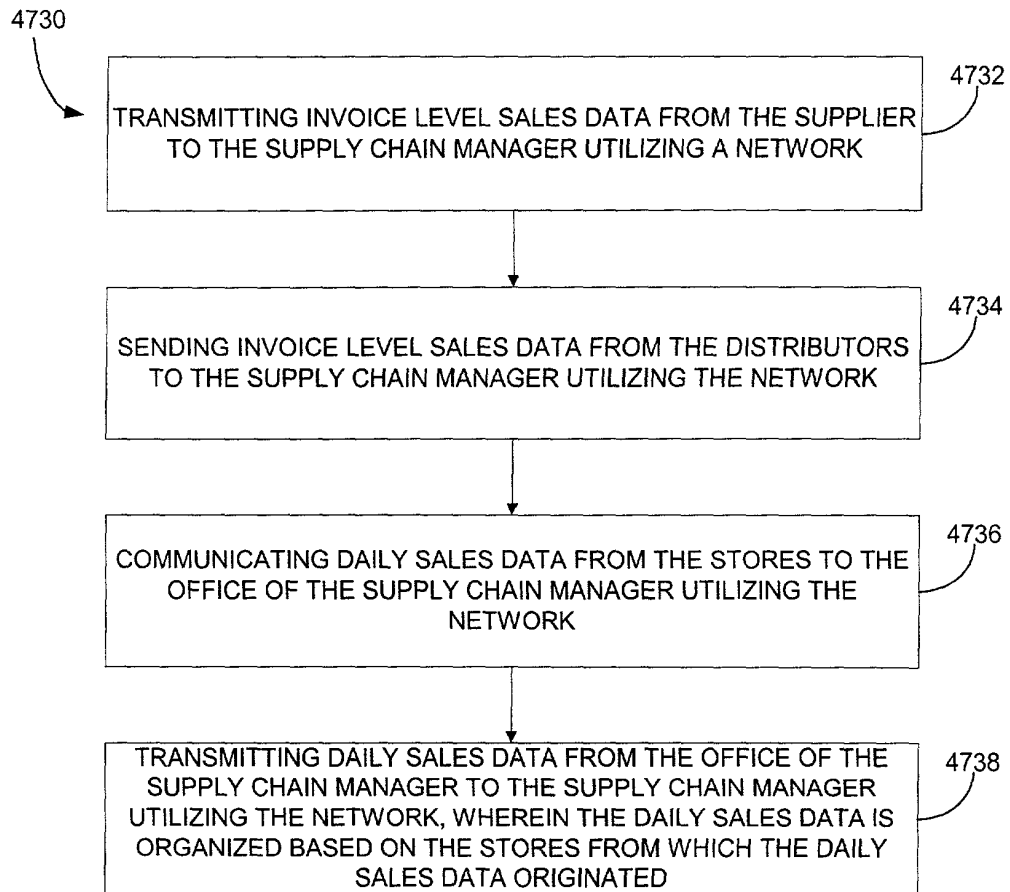 4730
4732
TRANSMITTING INVOICE LEVEL SALES DATA FROM THE SUPPLIER
TO THE SUPPLY CHAIN MANAGER UTILIZING A NETWORK
4734
SENDING INVOICE LEVEL SALES DATA FROM THE DISTRIBUTORS
TO THE SUPPLY CHAIN MANAGER UTILIZING THE NETWORK
4736
COMMUNICATING DAILY SALES DATA FROM THE STORES TO THE
OFFICE OF THE SUPPLY CHAIN MANAGER UTILIZING THE
NETWORK
4738
TRANSMITTING DAILY SALES DATA FROM THE OFFICE OF THE
SUPPLY CHAIN MANAGER TO THE SUPPLY CHAIN MANAGER
UTILIZING THE NETWORK, WHEREIN THE DAILY SALES DATA IS
ORGANIZED BASED ON THE STORES FROM WHICH THE DAILY
SALES DATA ORIGINATED